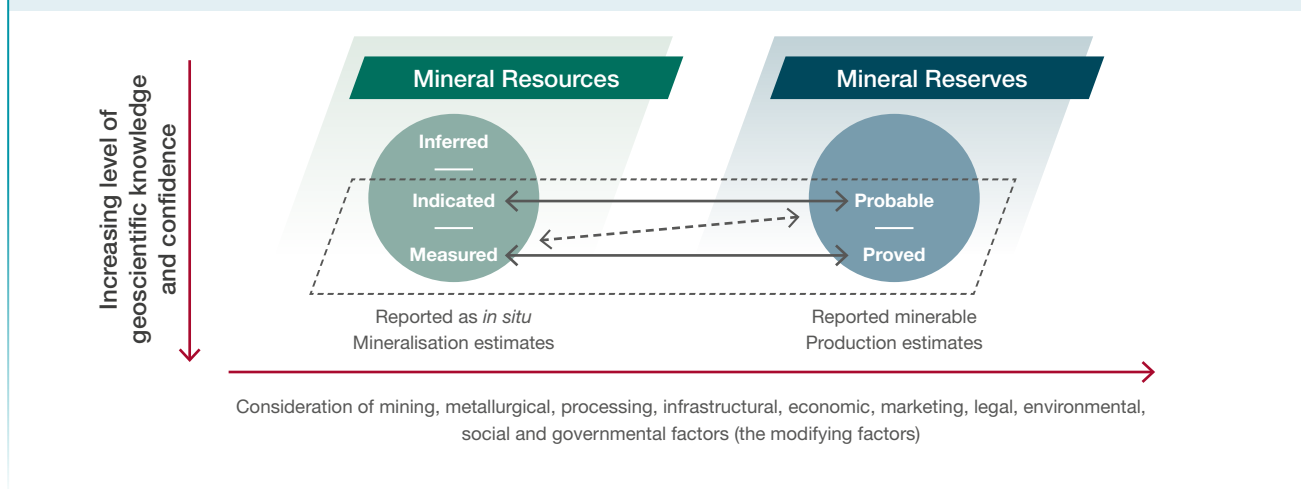 Increasing level of
geoscientific knowledge
and confidence
Mineral Resources
Mineral Reserves
Inferred
Indicated
Measured
Probable
Proved
Reported as in situ
Mineralisation estimates
Reported minerable
Production estimates
Consideration of mining, metallurgical, processing, infrastructural, economic, marketing, legal, environmental,
social and governmental factors (the modifying factors)